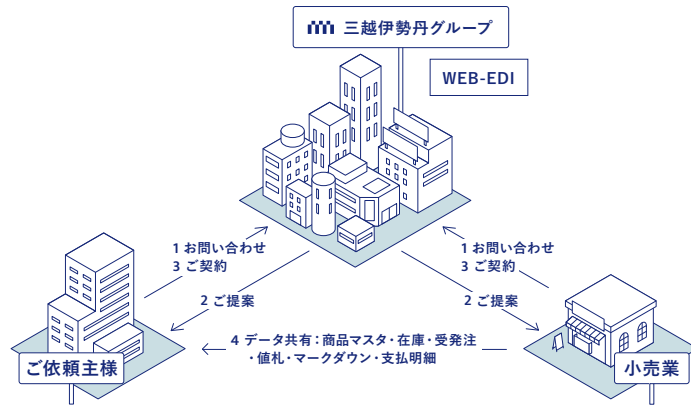 三越伊勢丹グループ
WEB-EDI
1 お問い合わせ
3 ご契約
2 ご提案
1 お問い合わせ
3 ご契約
2 ご提案
4 データ共有：商品マスタ・在庫・受発注
・値札・マークダウン・支払明細
ご依頼主様
小売業